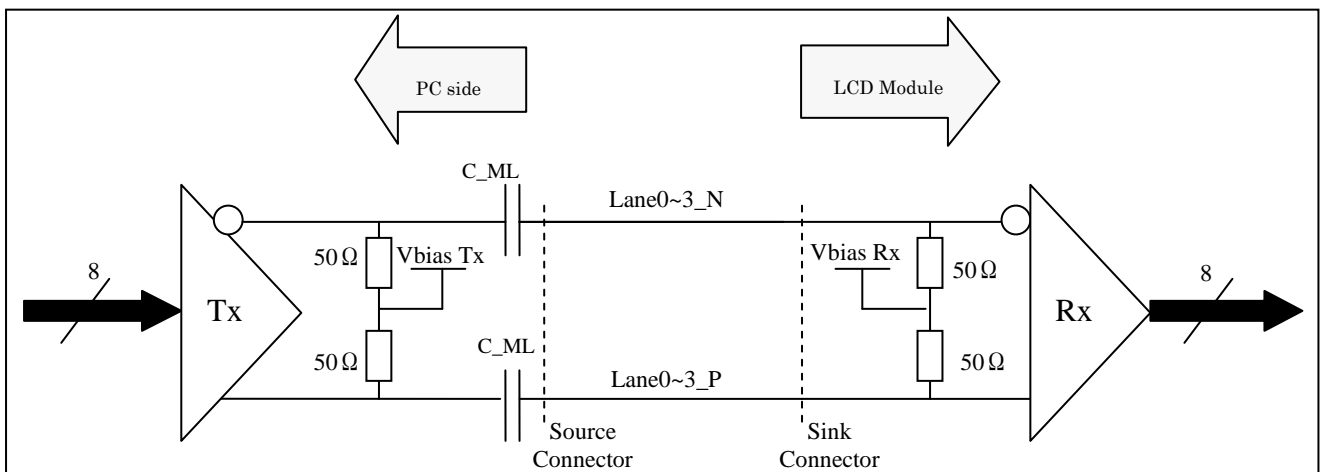 PC side
LCD Module
C_ML
Lane0~3_N
50Ω
Vbias Tx
Vbias Rx
50Ω
8
Tx
Rx
8
50Ω
C_ML
50Ω
Lane0~3_P
Source
Connector
Sink
Connector